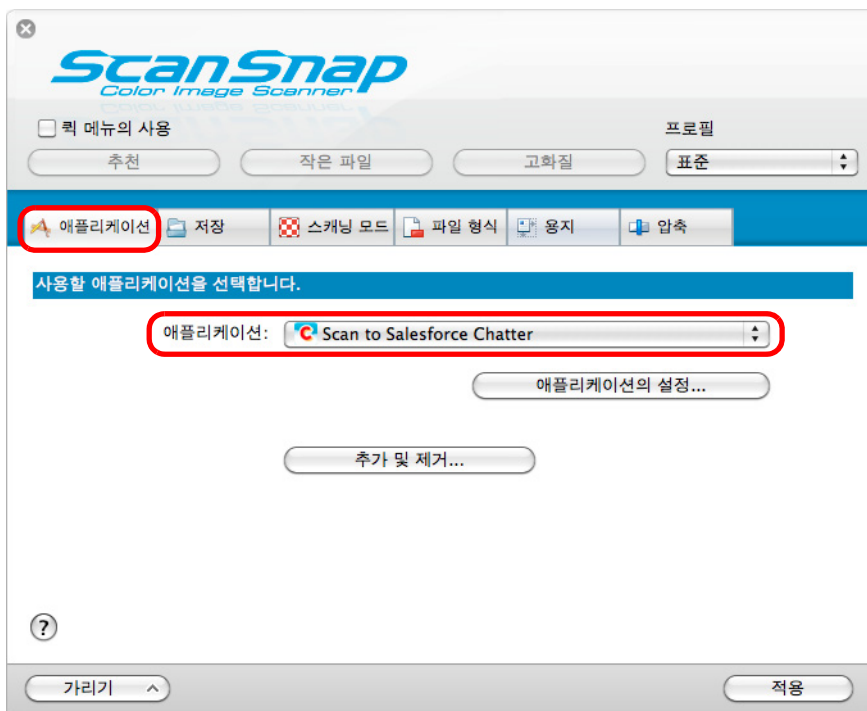 ScanSnap
Color Image Scanner
퀵 메뉴의 사용
프로필
추천
작은 파일
고화질
표준
애플리케이션
저장
스캐닝 모드
파일 형식
용지
압축
사용할 애플리케이션을 선택합니다.
애플리케이션:
Scan to Salesforce Chatter
애플리케이션의 설정...
추가 및 제거...
?
가리기
적용